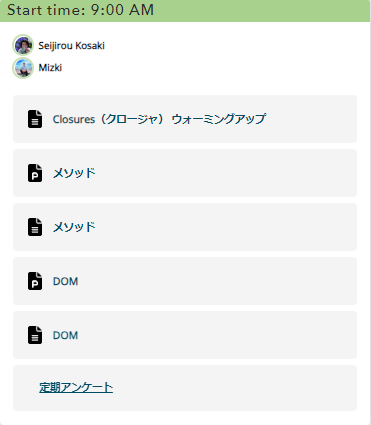 Start time: 9:00 AM
Seijirou Kosaki
Mizki
Closures（クロージャ） ウォーミングアップ
メソッド
メソッド
DOM
DOM
定期アンケート